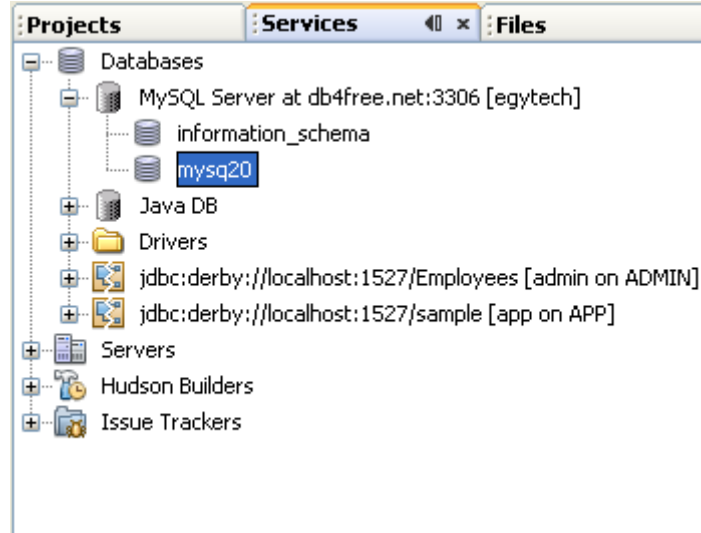 Projects Services Files
Databases
MySQL Server at db4free.net:3306 [egytech]
information_schema
mysq20
Java DB
Drivers
jdbc:derby://localhost:1527/Employees [admin on ADMIN]
jdbc:derby://localhost:1527/sample [app on APP]
Servers
Hudson Builders
Issue Trackers